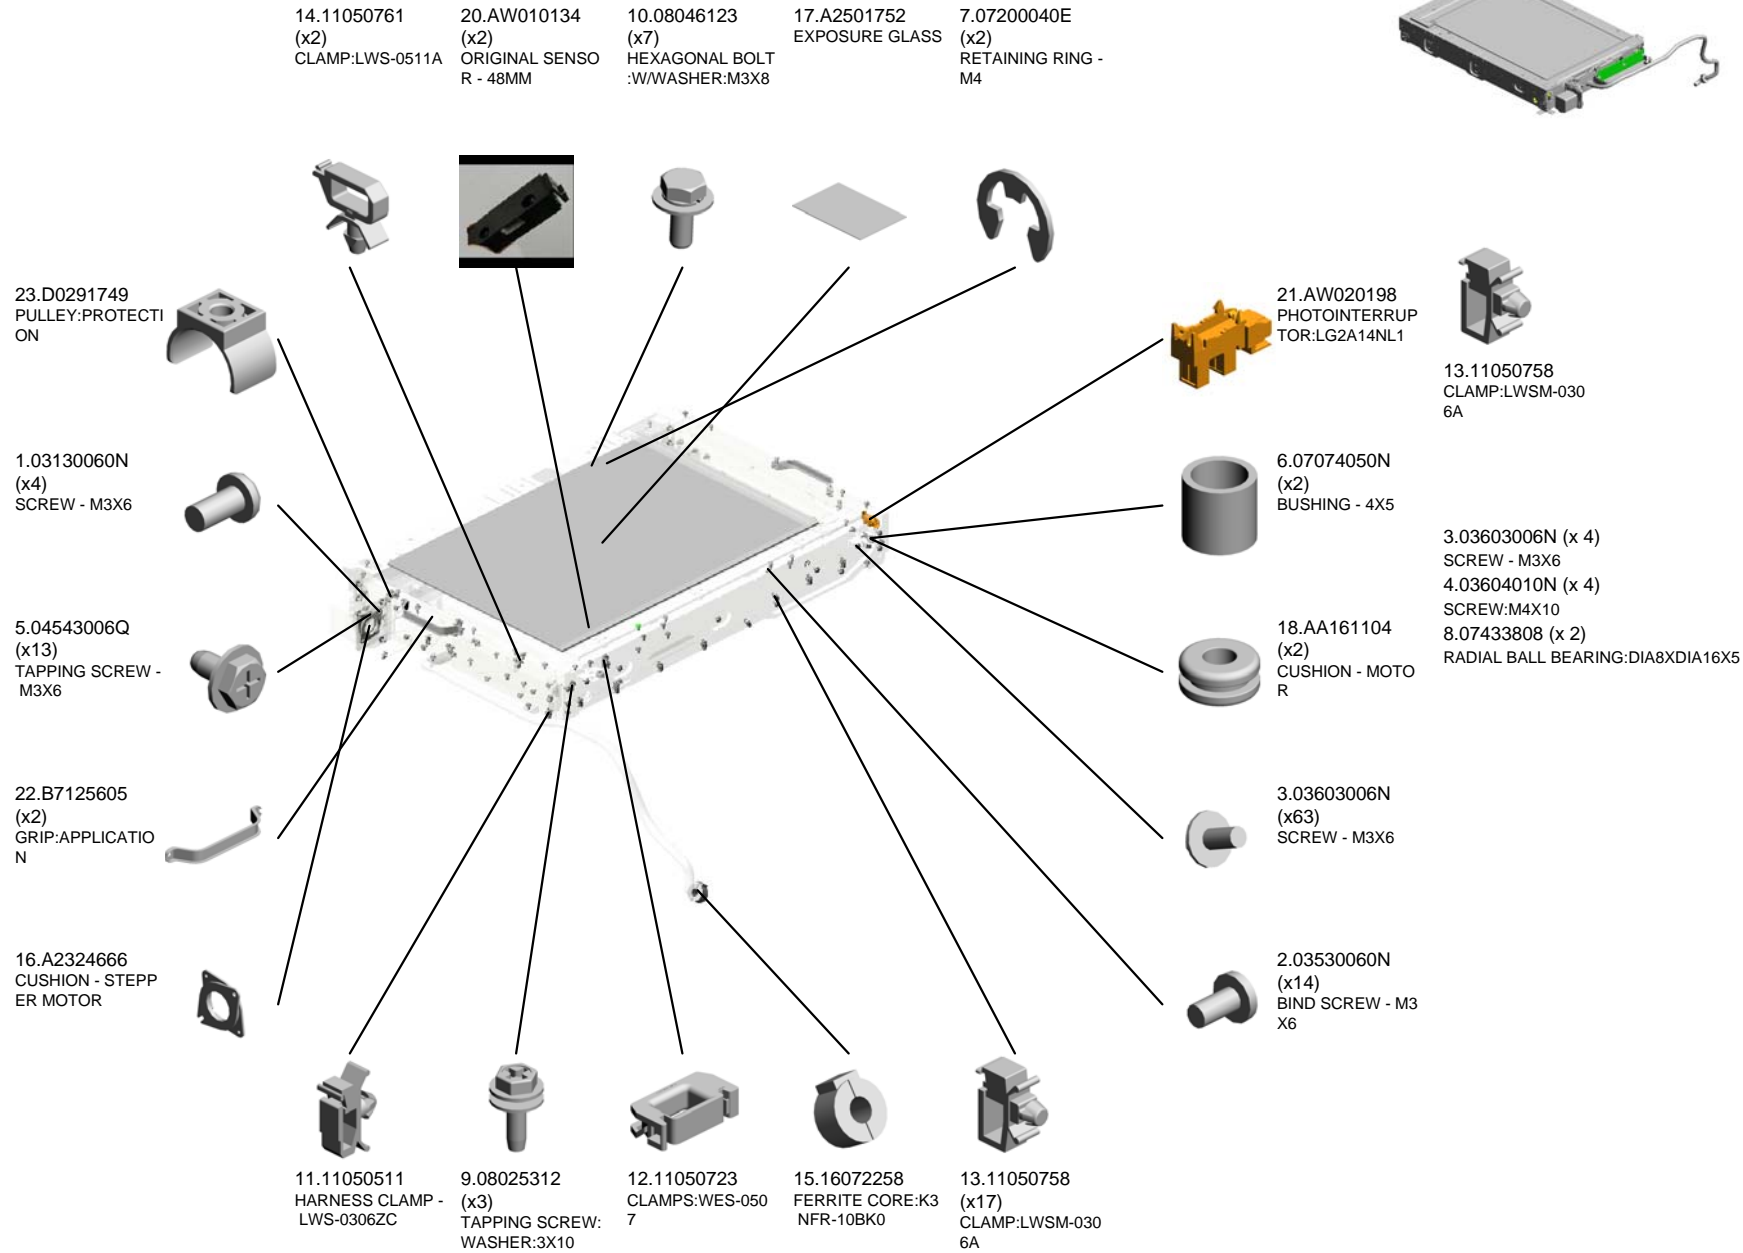 14.11050761
(x2)
CLAMP:LWS-0511A
20.AW010134
(x2)
ORIGINAL SENSO
R - 48MM
10.08046123
(x7)
HEXAGONAL BOLT
:W/WASHER:M3X8
17.A2501752
EXPOSURE GLASS
7.07200040E
(x2)
RETAINING RING -
M4
23.D0291749
PULLEY:PROTECTI
ON
21.AW020198
PHOTOINTERRUP
TOR:LG2A14NL1
13.11050758
CLAMP:LWSM-030
6A
1.03130060N
(x4)
SCREW - M3X6
6.07074050N
(x2)
BUSHING - 4X5
3.03603006N (x 4)
SCREW - M3X6
4.03604010N (x 4)
SCREW:M4X10
8.07433808 (x 2)
RADIAL BALL BEARING:DIA8XDIA16X5
5.04543006Q
(x13)
TAPPING SCREW -
M3X6
18.AA161104
(x2)
CUSHION - MOTO
R
22.B7125605
(x2)
GRIP:APPLICATIO
N
3.03603006N
(x63)
SCREW - M3X6
16.A2324666
CUSHION - STEPP
ER MOTOR
2.03530060N
(x14)
BIND SCREW - M3
X6
11.11050511
HARNESS CLAMP -
LWS-0306ZC
9.08025312
(x3)
TAPPING SCREW:
WASHER:3X10
12.11050723
CLAMPS:WES-050
7
15.16072258
FERRITE CORE:K3
NFR-10BK0
13.11050758
(x17)
CLAMP:LWSM-030
6A